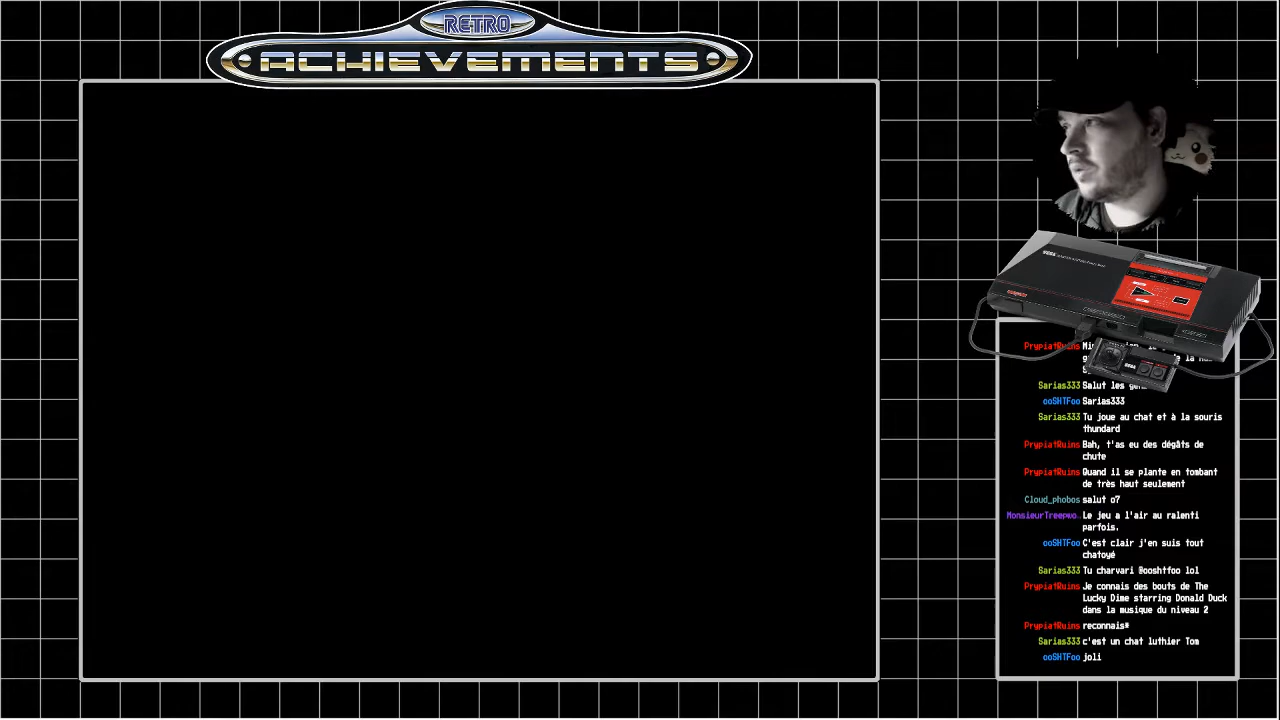 RETRO
ACHIEVEMENTS
SEGA
PrypiatRuins
Sarias333 Salut les gens
ooSHTFoo Sarias333
Sarias333 Tu joue au chat et à la souris
thundard
PrypiatRuins Bah, t'as eu des dégâts de
chute
PrypiatRuins Quand il se plante en tombant
de très haut seulement
Cloud_phobos salut o7
MonsieurTreepwo Le jeu a l'air au ralenti
parfois.
ooSHTFoo C'est clair j'en suis tout
chatoyé
Sarias333 Tu charvari @ooshtfoo lol
PrypiatRuins Je connais des bouts de The
Lucky Dime starring Donald Duck
dans la musique du niveau 2
PrypiatRuins reconnais*
Sarias333 c'est un chat luthier Tom
ooSHTFoo joli